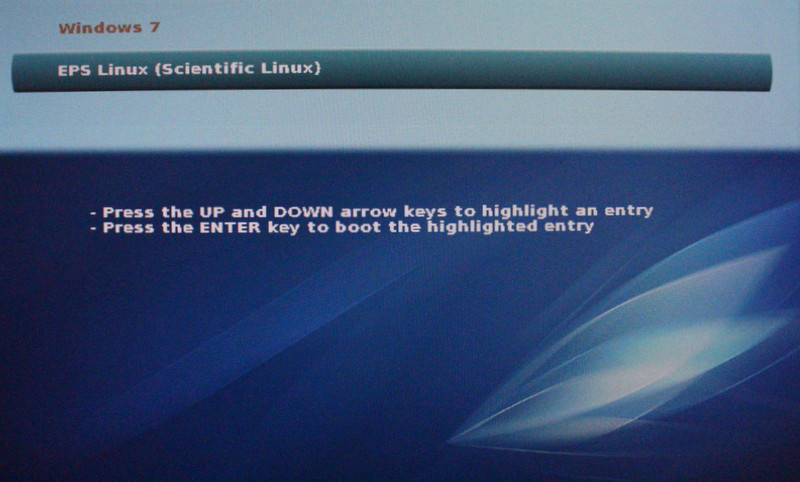 Windows 7
EPS Linux (Scientific Linux)
- Press the UP and DOWN arrow keys to highlight an entry
- Press the ENTER key to boot the highlighted entry